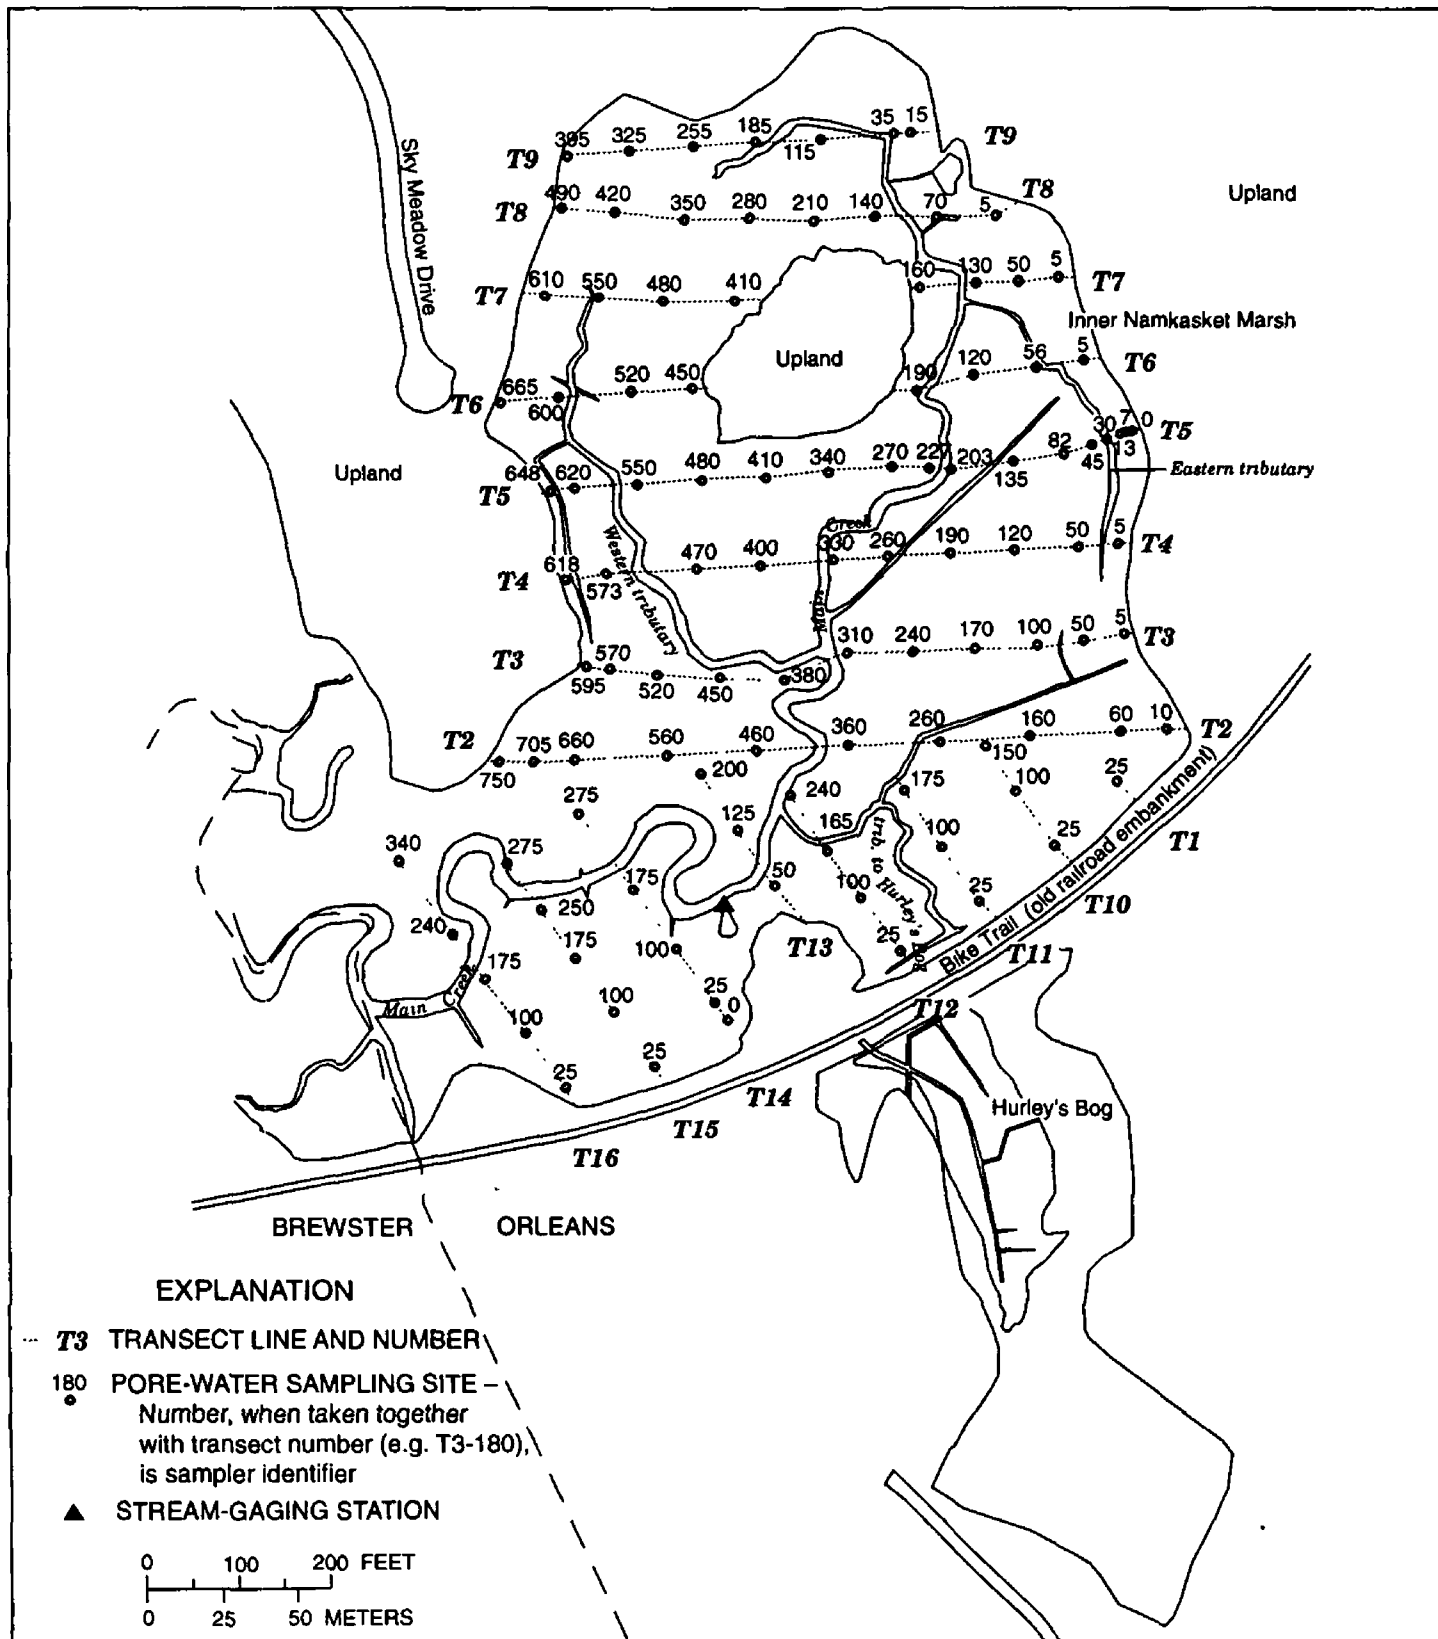 35 15
395 325 255 185
115
T9 T9
T8
490 420 350 280 210 140 70 5
T8
Upland
Sky Meadow Drive
160 130 50 5
T7 610 550 480 410 T7
Inner Namkasket Marsh
Upland
120 56 5
T6
665 520 450 190
T6 600
30 7 0
T5
Upland
648 620 550 480 410 340 270 227 203 82 45 13
135
Eastern tributary
T5
Creek
330 260 190 120 50 5
T4
618 470 400
T4 573
Western tributary
Main
310 240 170 100 50 5
T3
T3 570
595 520 450 380
T2 705 660 560 460 360 260 160 60 10
T2
750 200 150
275 240 175 100 25
125 165
340 275 100 25
T1
175 50 100
250 25
T10
trib. to Hurley's Bog
Bike Trail (old railroad embankment)
240 175 100 T13 25
T11
175
25
0
Main Creek
100 100
T12
25 25
T14
Hurley's Bog
T15
T16
BREWSTER ORLEANS
EXPLANATION
T3 TRANSECT LINE AND NUMBER
180 PORE-WATER SAMPLING SITE –
Number, when taken together
with transect number (e.g. T3-180),
is sampler identifier
STREAM-GAGING STATION
0 100 200 FEET
0 25 50 METERS